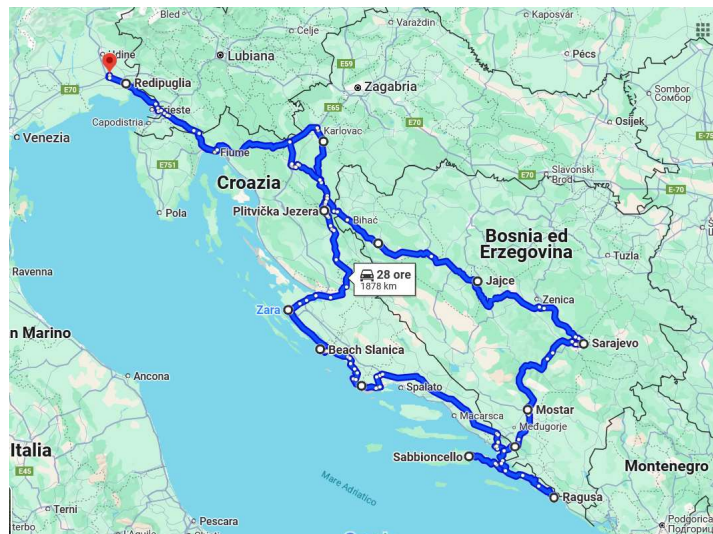 Bled
Celje
Varaždin
Kaposvár
Udine
Lubiana
E59
Pécs
Redipuglia
E70
Zagabria
Sombor
Сомбор
Trieste
E65
Capodistria
Karlovac
Osijek
E70
E-75
Venezia
Fiume
E751
Slavonski
Brod
E-70
Croazia
Pola
Plitvička Jezera
Bihać
Bosnia ed
Erzegovina
Tuzla
Ravenna
28 ore
1878 km
Jajce
Zenica
Zara
n Marino
Sarajevo
Beach Slanica
Ancona
Spalato
Mostar
Macarsca
Međugorje
Italia
Sabbioncello
E45
Montenegro
Mare Adriatico
Ragusa
Terni
Pescara
Podgorica
terbo
L'Aquila